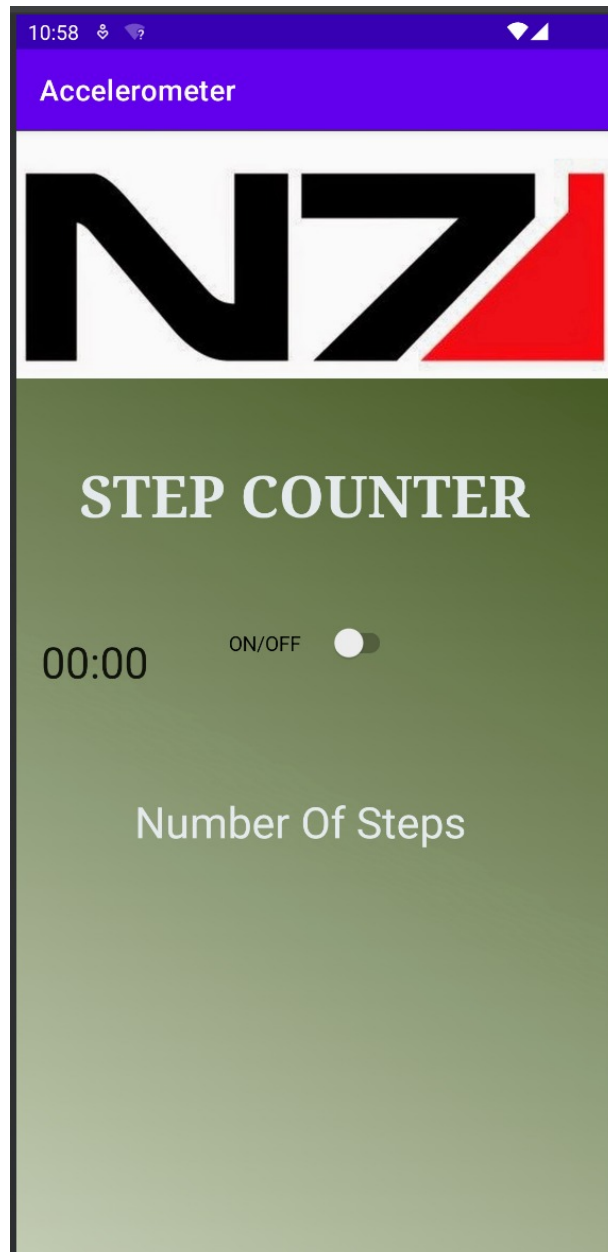 10:58
Accelerometer
N7
STEP COUNTER
ON/OFF
00:00
Number Of Steps